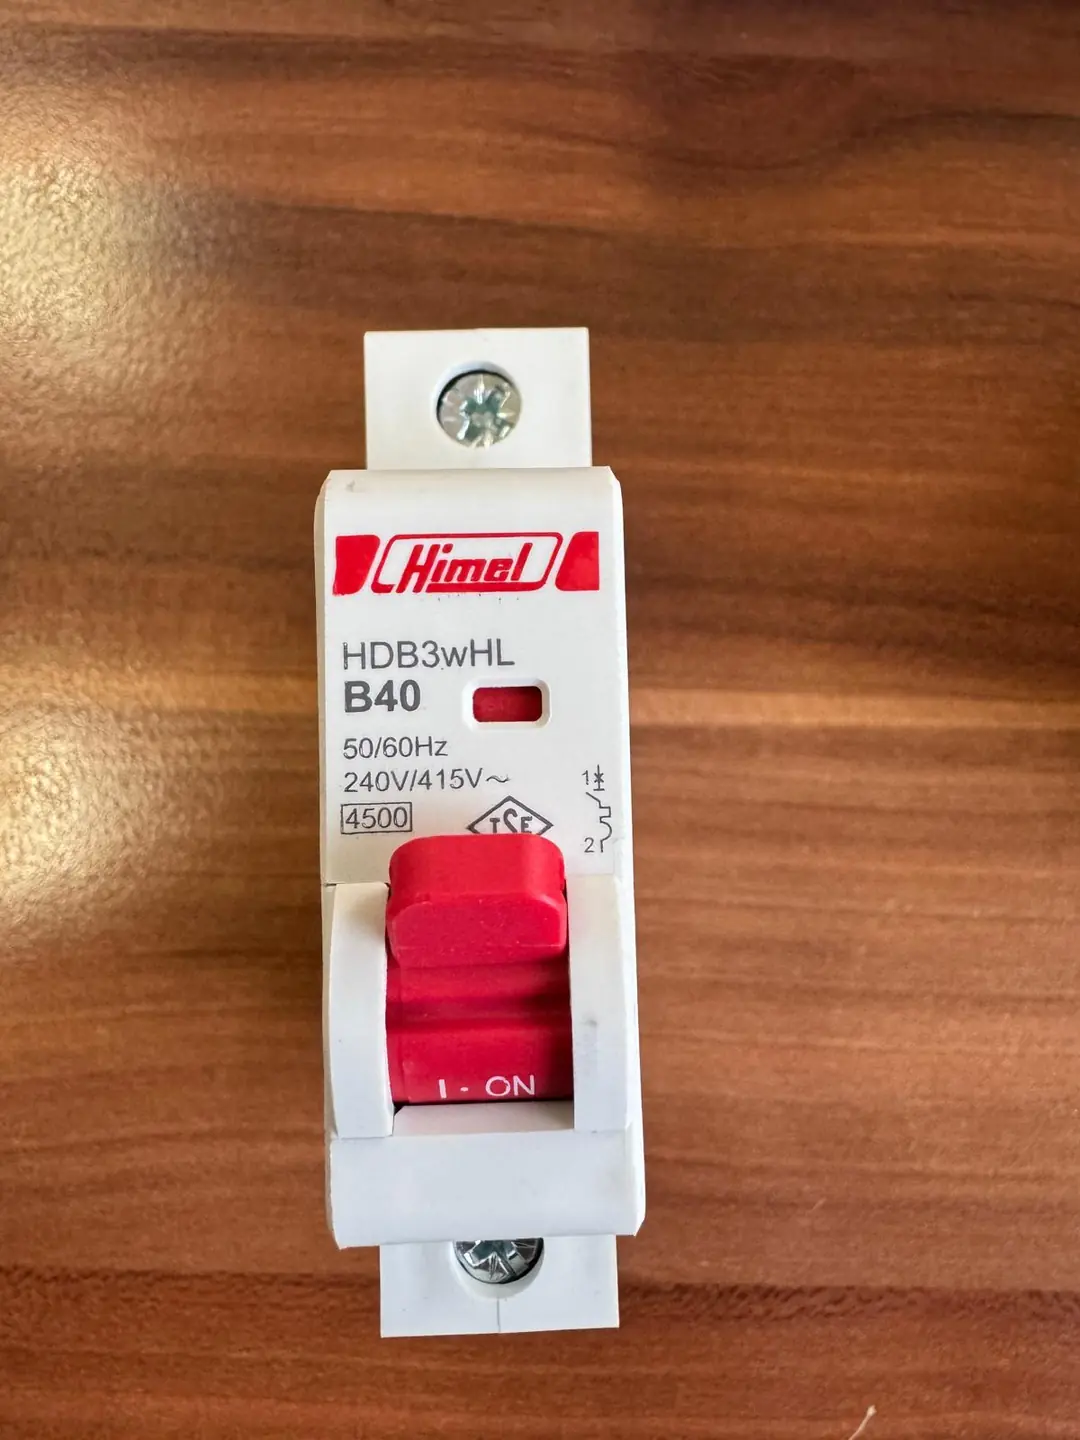 Himel
HDB3wHL
B40
50/60Hz
240V/415V~
4500
TSE
1
2
I · ON